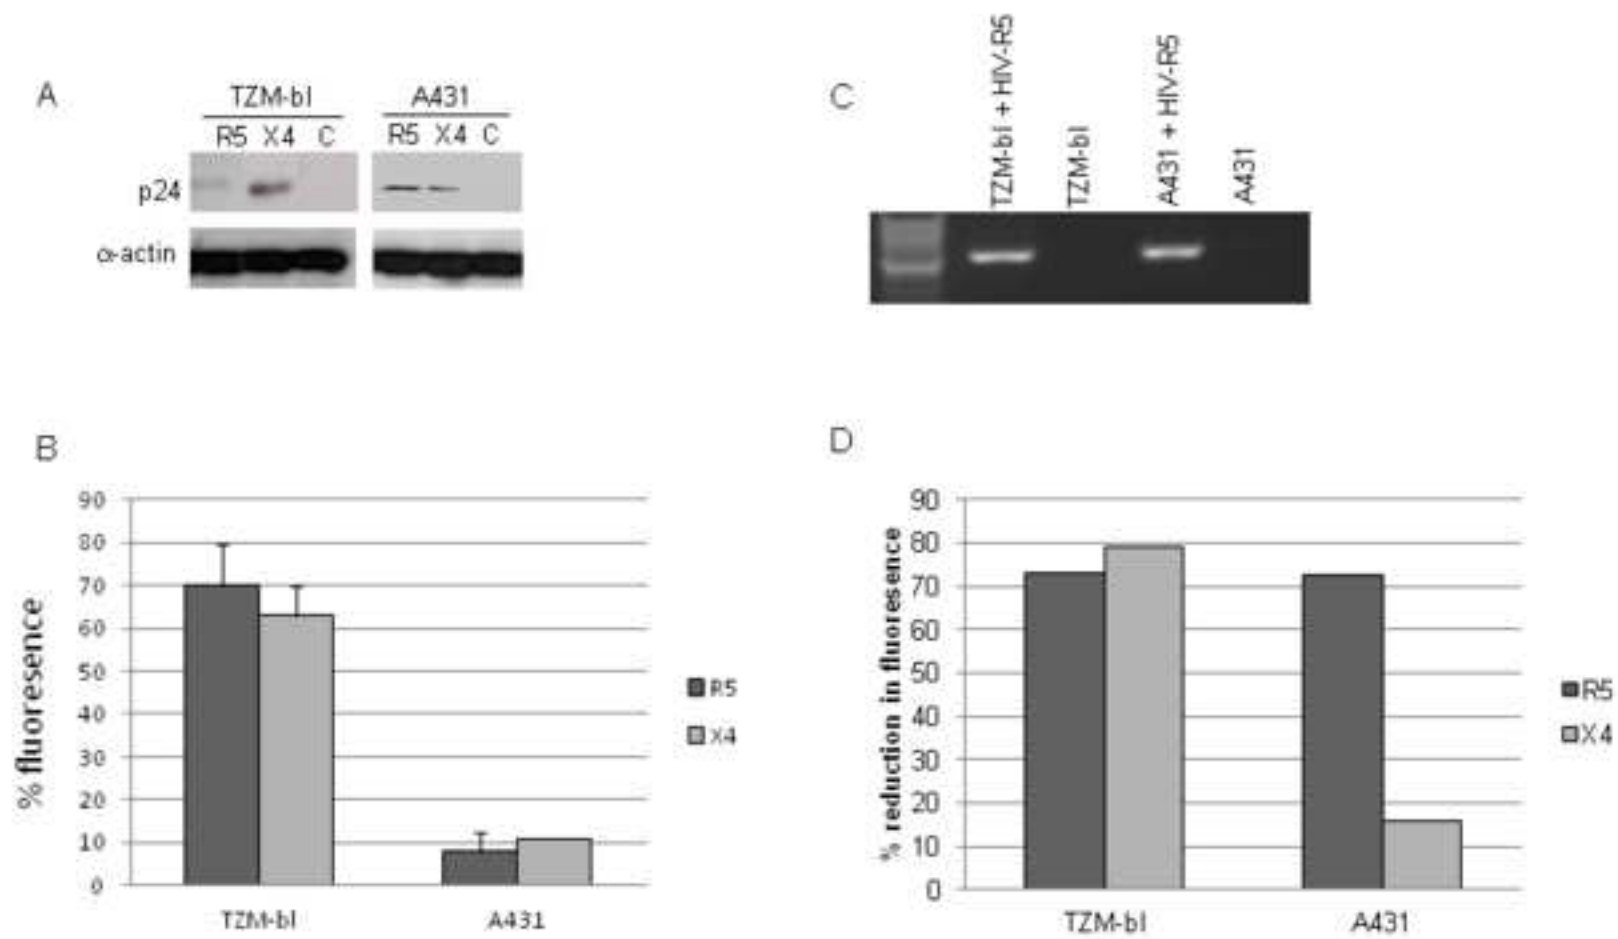 A
TZM-bl
A431
R5 X4 C
R5 X4 C
p24
α-actin
C
TZM-bl + HIV-R5
TZM-bl
A431 + HIV-R5
A431
B
% fluoresence
90
80
70
60
50
40
30
20
10
0
TZM-bl
A431
R5
X4
D
% reduction in fluoresence
90
80
70
60
50
40
30
20
10
0
TZM-bl
A431
R5
X4